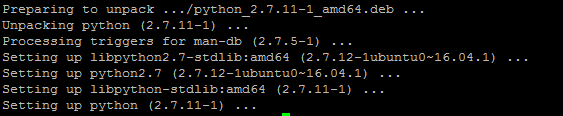 Preparing to unpack .../python_2.7.11-1_amd64.deb ...
Unpacking python (2.7.11-1) ...
Processing triggers for man-db (2.7.5-1) ...
Setting up libpython2.7-stdlib:amd64 (2.7.12-1ubuntu0~16.04.1) ...
Setting up python2.7 (2.7.12-1ubuntu0~16.04.1) ...
Setting up libpython-stdlib:amd64 (2.7.11-1) ...
Setting up python (2.7.11-1) ...